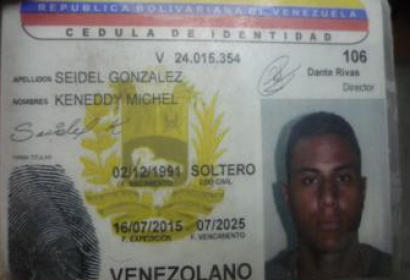 REPUBLICA BOLIVARIANA DE VENEZUELA
CEDULA DE IDENTIDAD
V 24.015.354
106
APELLIDOS SEIDEL GONZALEZ
Dante Rivas
Director
NOMBRES KENEDDY MICHEL
Seidel K
FIRMA TITULAR
02/12/1991 SOLTERO
F. NACIMIENTO EDO CIVIL
16/07/2015 07/2025
F. EXPEDICION F. VENCIMIENTO
VENEZOLANO